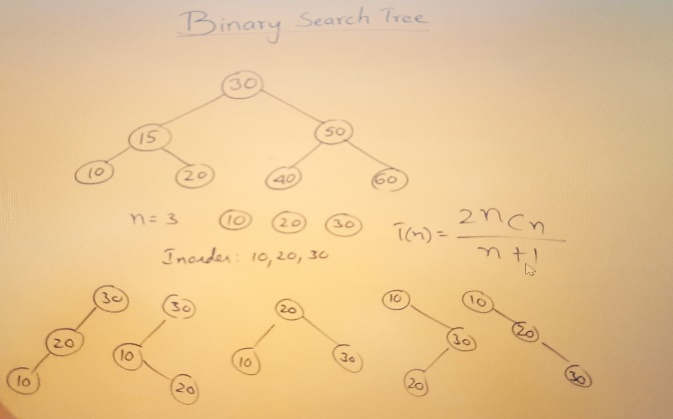 Binary Search Tree
30
15 50
10 20 40 60
n = 3 10 20 30
T(n) = 2nCn / n+1
Inorder: 10, 20, 30
30 30 20 10 10
20 10 10 30 30 20
10 20 20 30